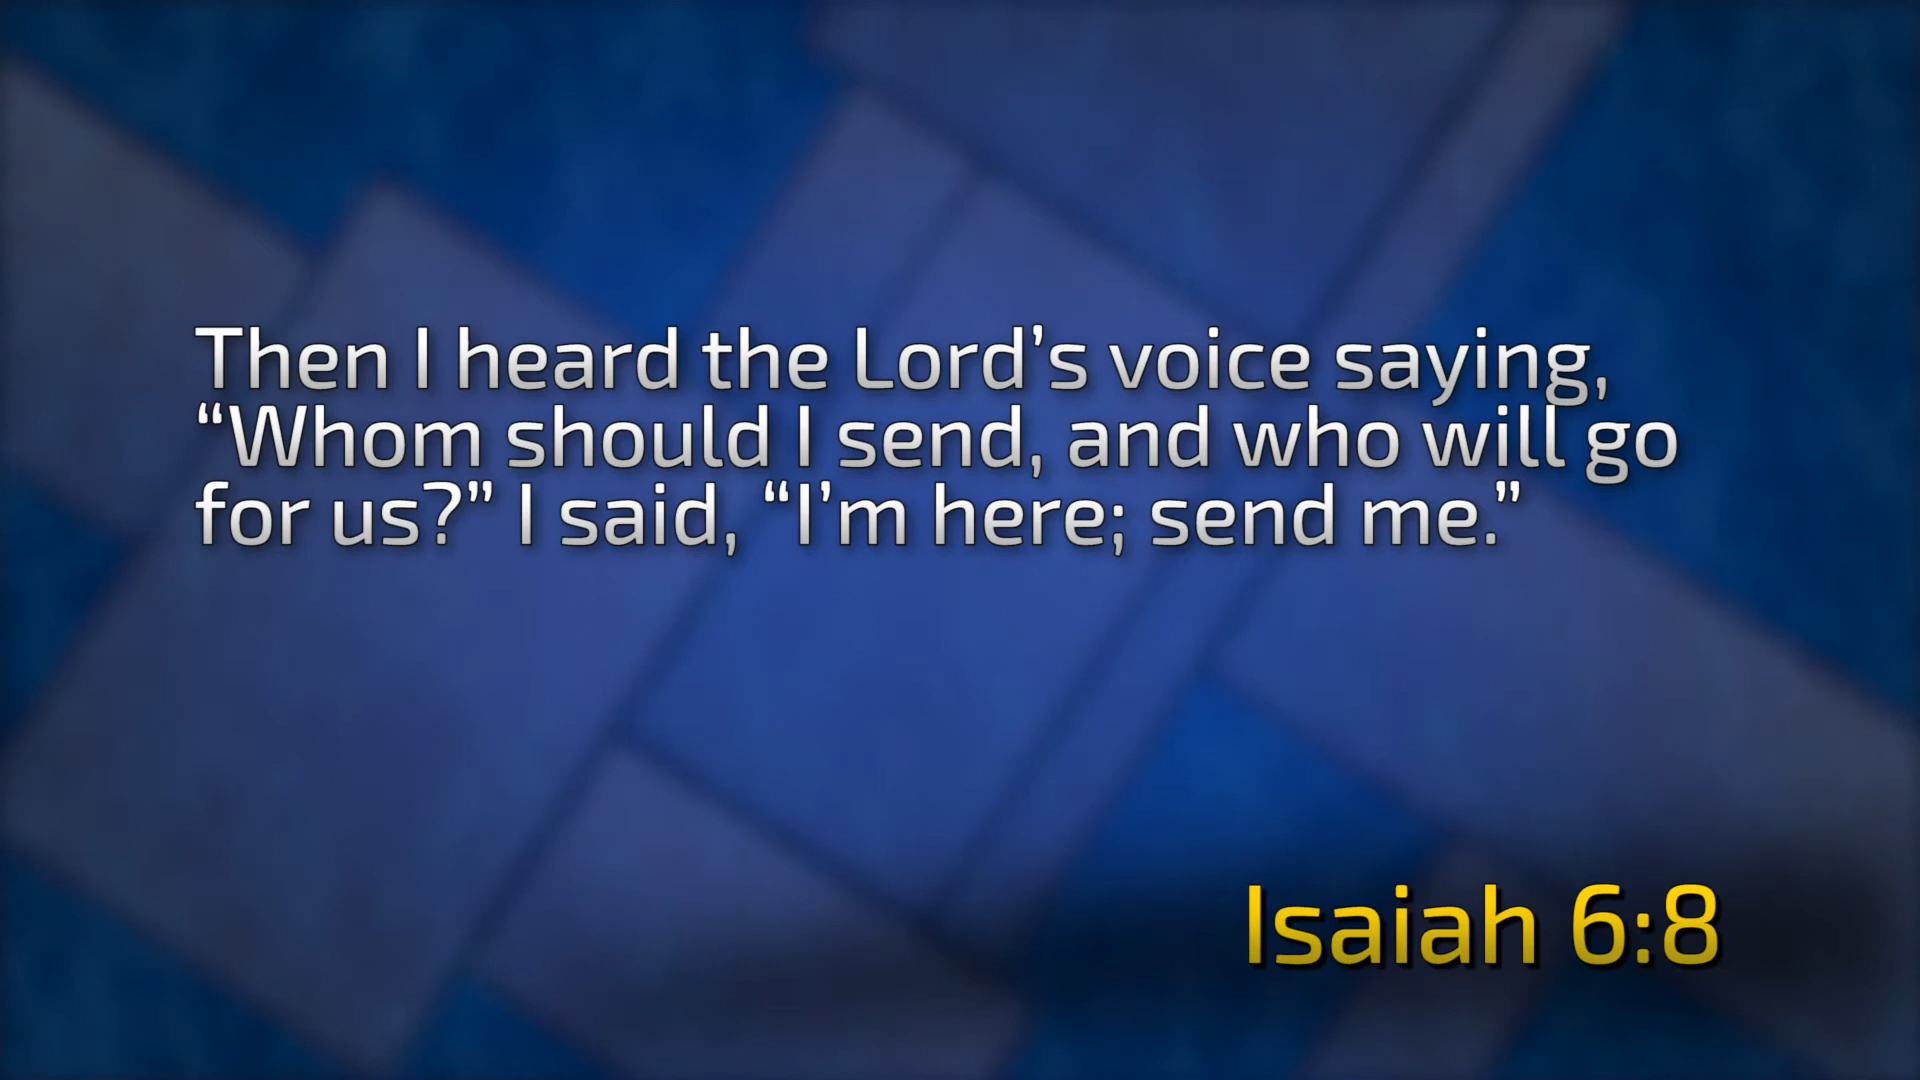 Then I heard the Lord’s voice saying,
“Whom should I send, and who will go
for us?” I said, “I’m here; send me.”
Isaiah 6:8